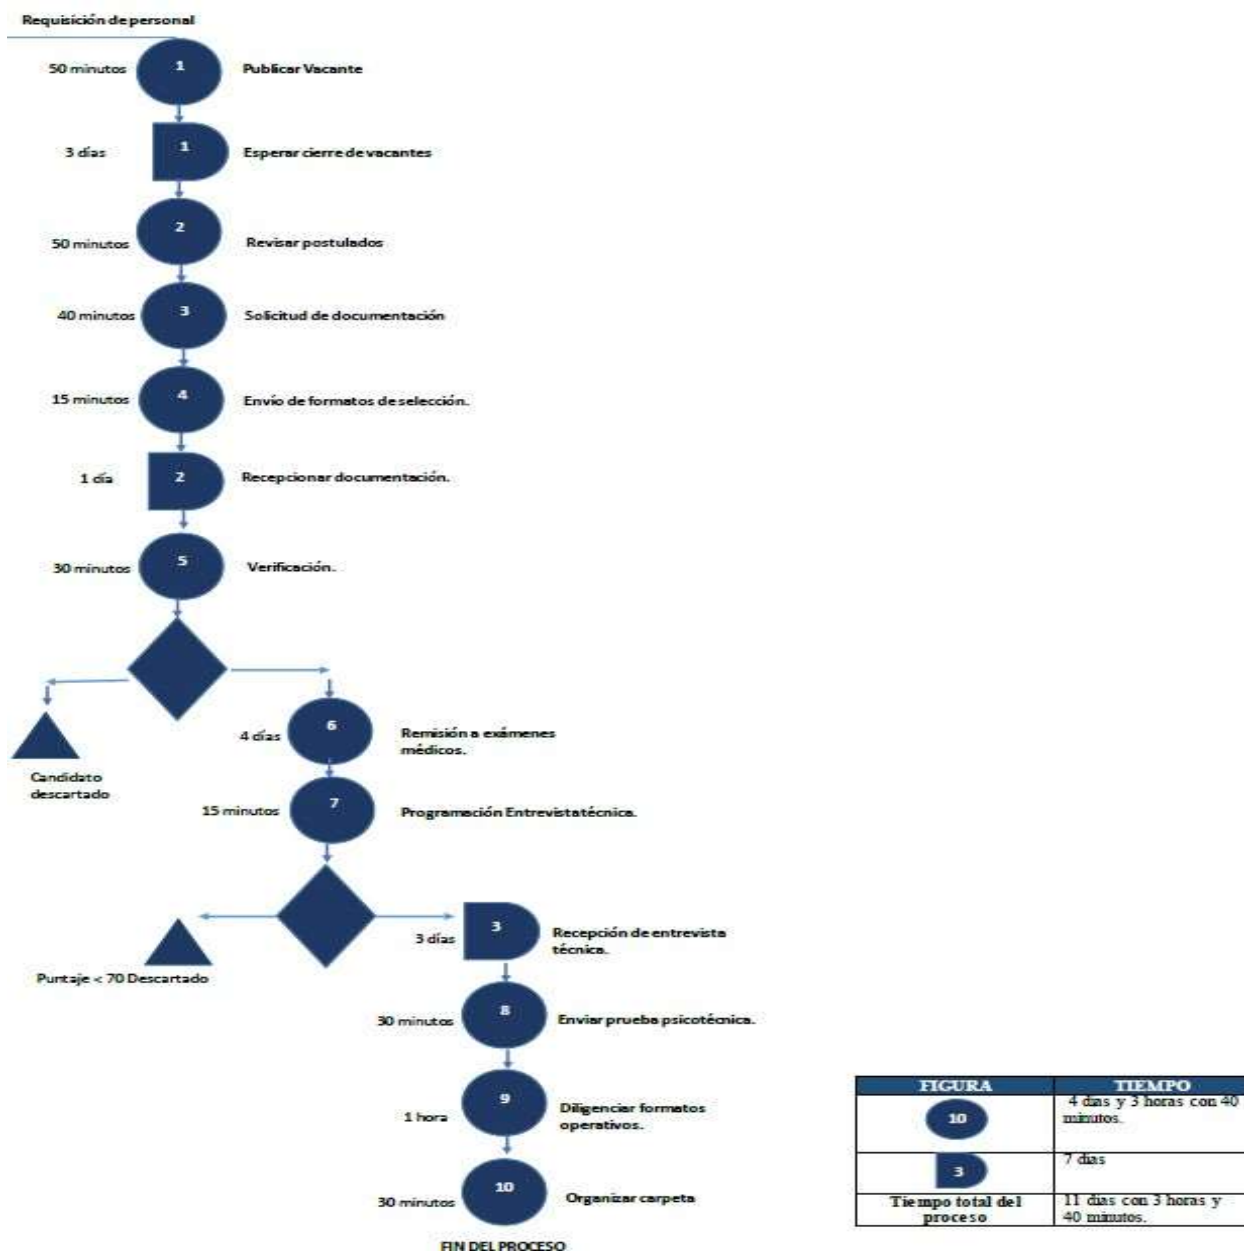 Requisición de personal
50 minutos
1
Publicar Vacante
3 días
1
Esperar cierre de vacantes
50 minutos
2
Revisar postulados
40 minutos
3
Solicitud de documentación
15 minutos
4
Envío de formatos de selección.
1 día
2
Recepcionar documentación.
30 minutos
5
Verificación.
Candidato
descartado
4 días
6
Remisión a exámenes
médicos.
15 minutos
7
Programación Entrevistatécnica.
Puntaje < 70 Descartado
3 días
3
Recepción de entrevista
técnica.
30 minutos
8
Enviar prueba psicotécnica.
1 hora
9
Diligenciar formatos
operativos.
30 minutos
10
Organizar carpeta
FIN DEL PROCESO
FIGURA TIEMPO
10
4 dias y 3 horas con 40
minutos.
3
7 dias
Tiempo total del
proceso
11 dias con 3 horas y
40 minutos.